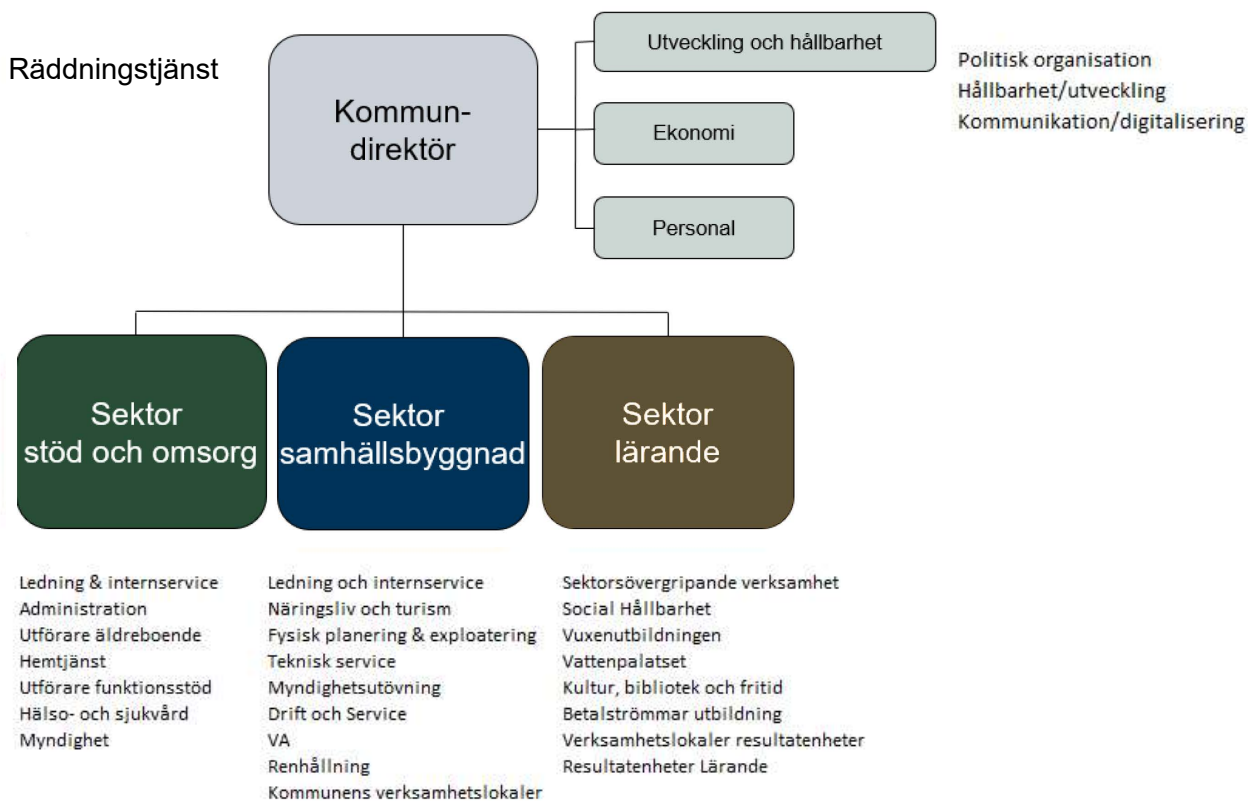 Räddningstjänst
Kommun-
direktör
Utveckling och hållbarhet
Ekonomi
Personal
Politisk organisation
Hållbarhet/utveckling
Kommunikation/digitalisering
Sektor
stöd och omsorg
Sektor
samhällsbyggnad
Sektor
lärande
Ledning & internservice
Administration
Utförare äldreboende
Hemtjänst
Utförare funktionsstöd
Hälso- och sjukvård
Myndighet
Ledning och internservice
Näringsliv och turism
Fysisk planering & exploatering
Teknisk service
Myndighetsutövning
Drift och Service
VA
Renhållning
Kommunens verksamhetslokaler
Sektorsövergripande verksamhet
Social Hållbarhet
Vuxenutbildningen
Vattenpalatset
Kultur, bibliotek och fritid
Betalströmmar utbildning
Verksamhetslokaler resultatenheter
Resultatenheter Lärande